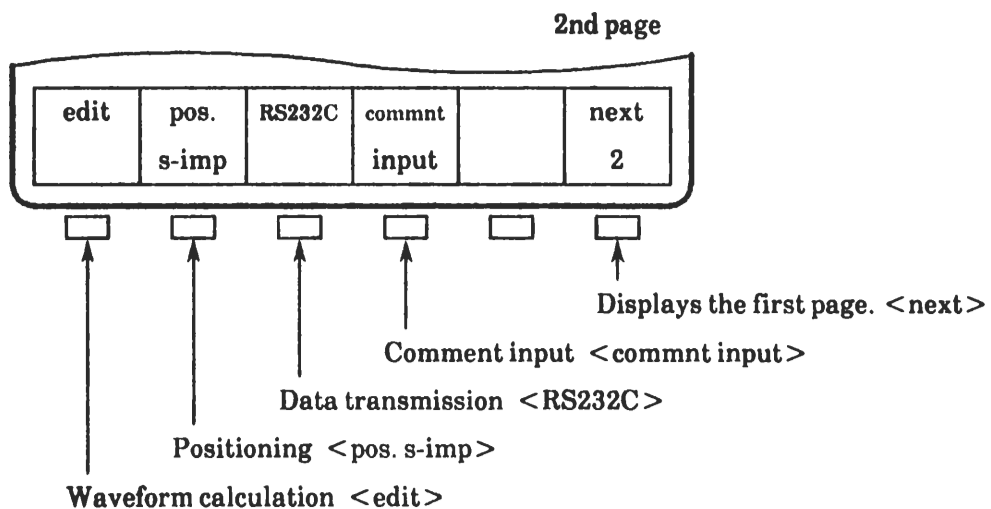 2nd page
edit
pos.
s-imp
RS232C
commnt
input
next
2
Displays the first page. <next>
Comment input <commnt input>
Data transmission <RS232C>
Positioning <pos. s-imp>
Waveform calculation <edit>